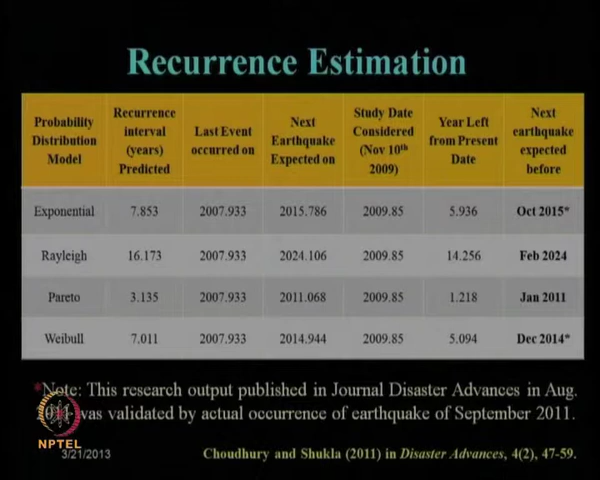 Recurrence Estimation
Probability Distribution Model
Recurrence interval (years) Predicted
Last Event occurred on
Next Earthquake Expected on
Study Date Considered (Nov 10th 2009)
Year Left from Present Date
Next earthquake expected before
Exponential 7.853 2007.933 2015.786 2009.85 5.936 Oct 2015*
Rayleigh 16.173 2007.933 2024.106 2009.85 14.256 Feb 2024
Pareto 3.135 2007.933 2011.068 2009.85 1.218 Jan 2011
Weibull 7.011 2007.933 2014.944 2009.85 5.094 Dec 2014*
*Note: This research output published in Journal Disaster Advances in Aug.
was validated by actual occurrence of earthquake of September 2011.
NPTEL
3/21/2013
Choudhury and Shukla (2011) in Disaster Advances, 4(2), 47-59.